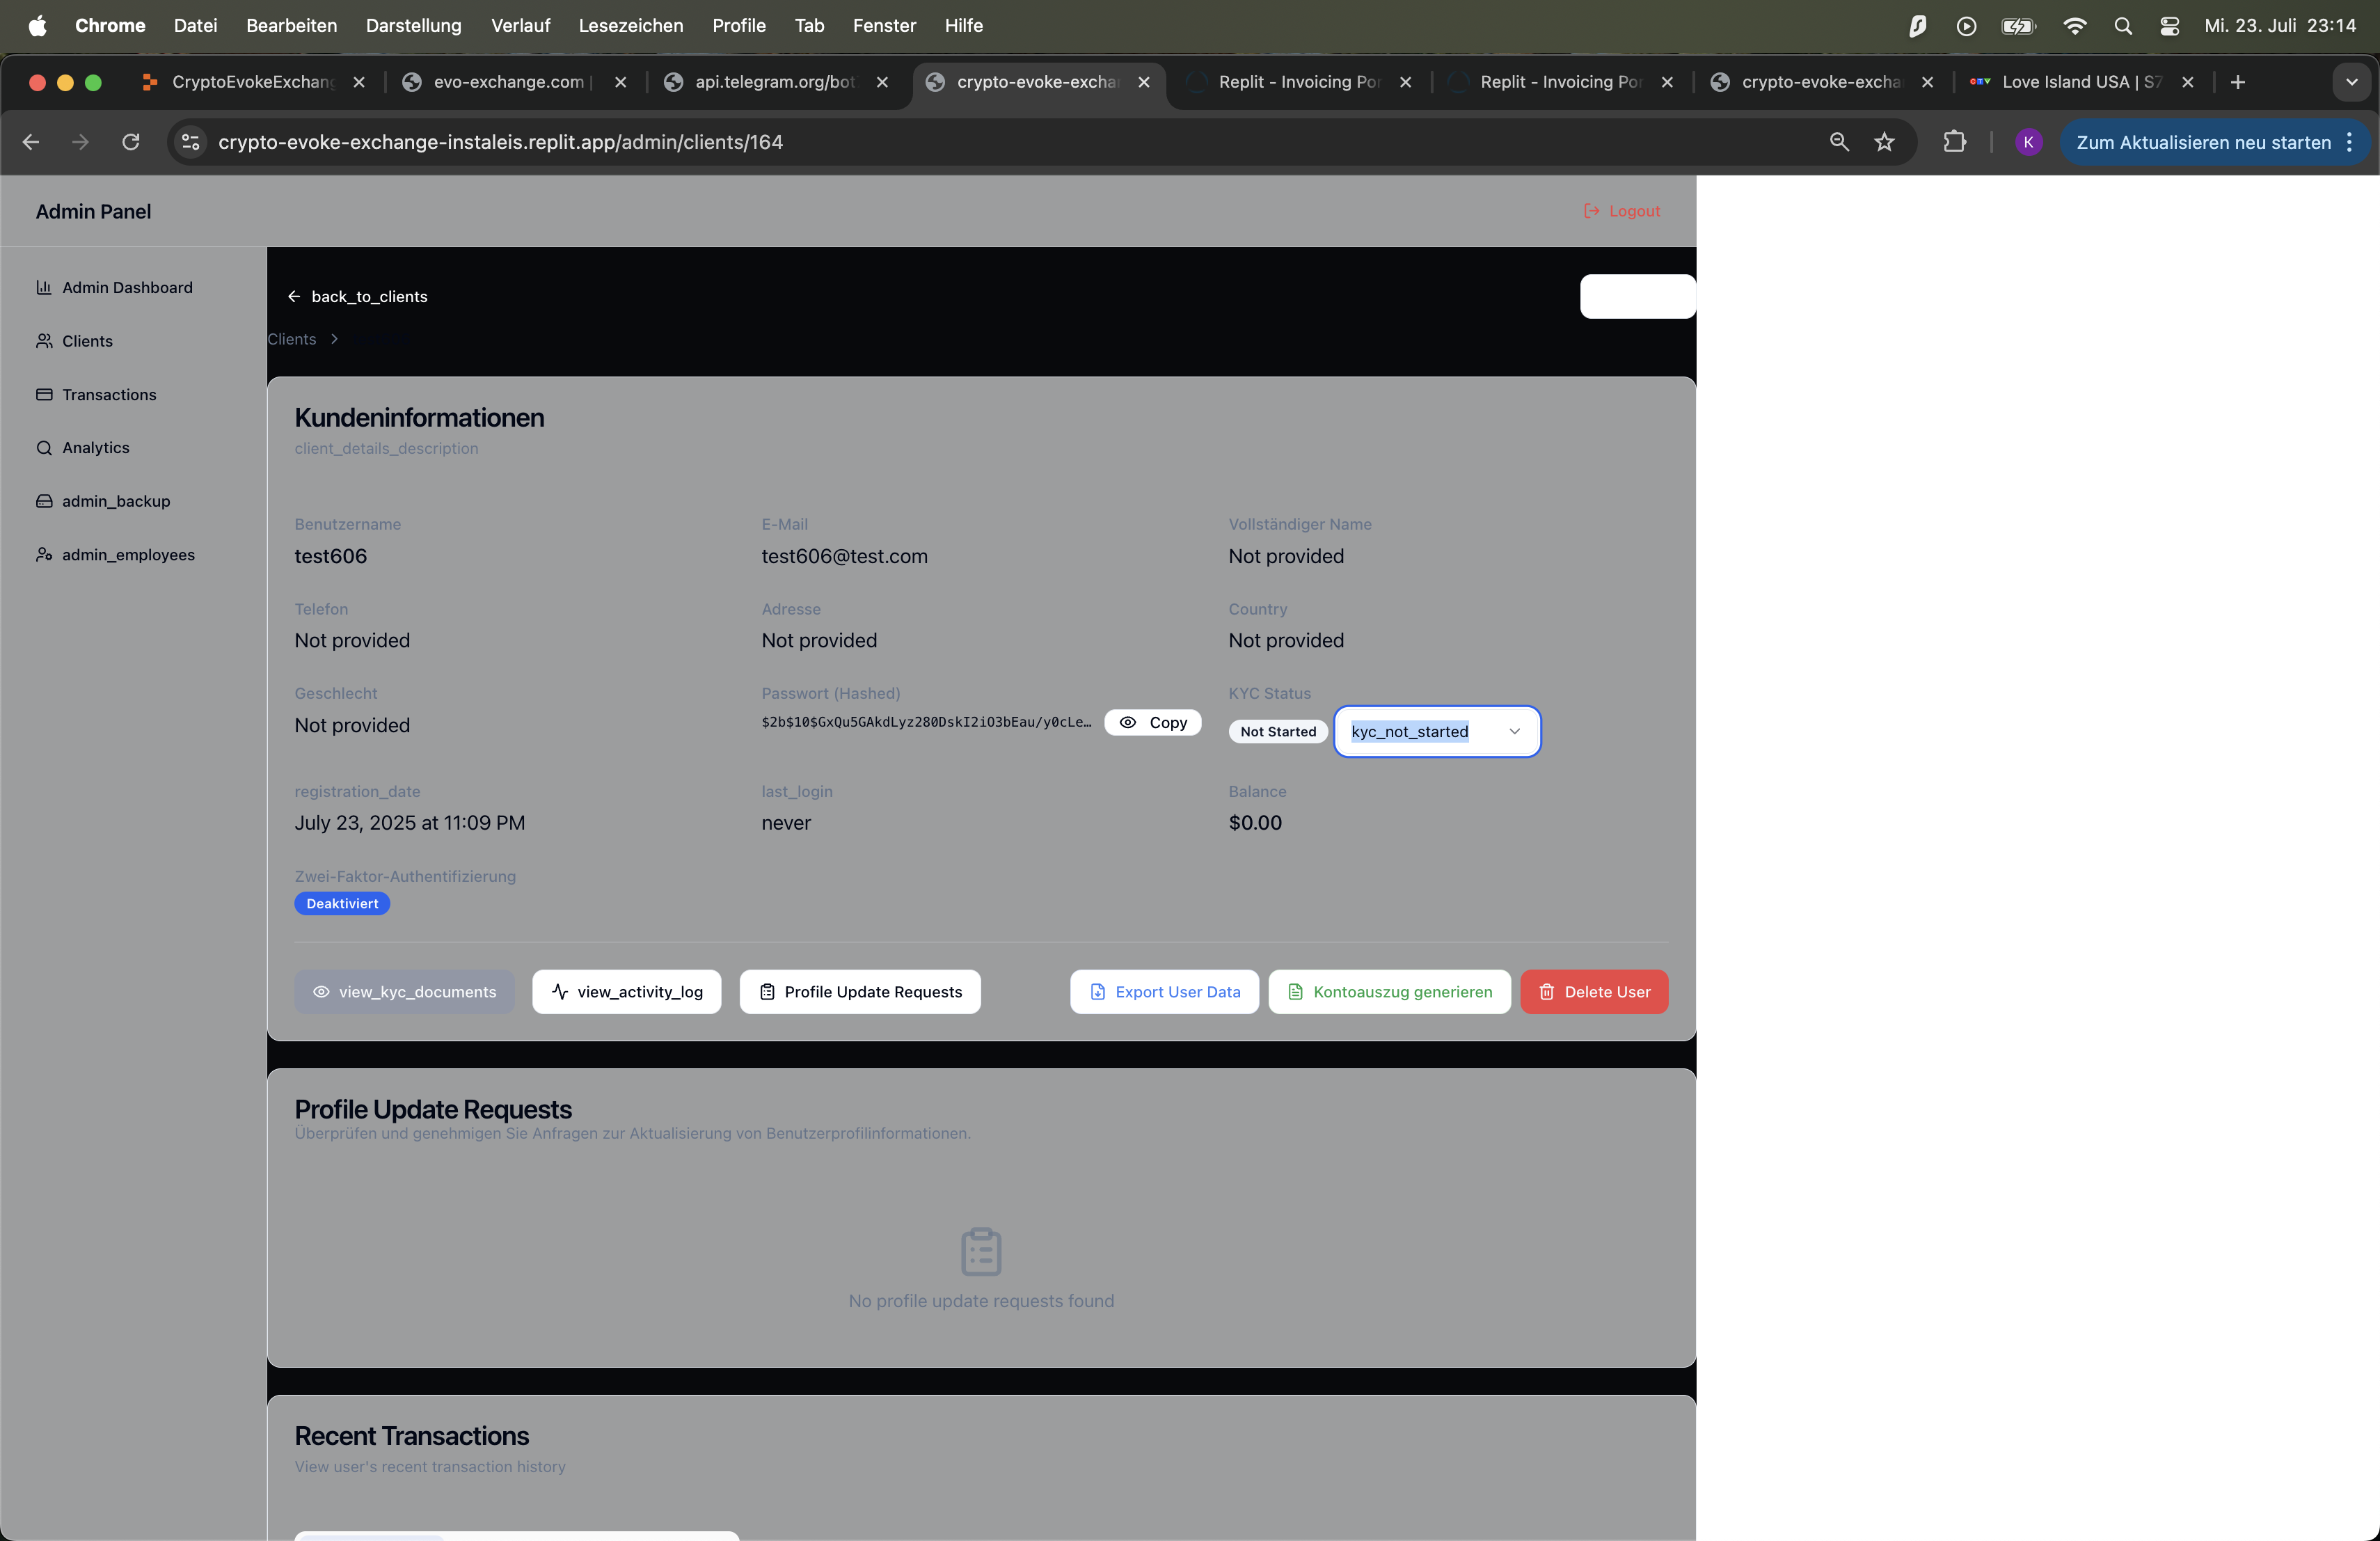 Chrome Datei Bearbeiten Darstellung Verlauf Lesezeichen Profile Tab Fenster Hilfe Mi. 23. Juli 23:14
CryptoEvokeExchan evo-exchange.com | api.telegram.org/bot crypto-evoke-excha Replit - Invoicing Por Replit - Invoicing Por crypto-evoke-excha CTV Love Island USA | S7
crypto-evoke-exchange-instaleis.replit.app/admin/clients/164 K Zum Aktualisieren neu starten
Admin Panel Logout
Admin Dashboard
Clients
Transactions
Analytics
admin_backup
admin_employees
back_to_clients
Clients
Kundeninformationen
client_details_description
Benutzername E-Mail Vollständiger Name
test606 test606@test.com Not provided
Telefon Adresse Country
Not provided Not provided Not provided
Geschlecht Passwort (Hashed) KYC Status
Not provided $2b$10$GxQu5GAkdLyz280DskI2iO3bEau/y0cLe… Copy Not Started kyc_not_started
registration_date last_login Balance
July 23, 2025 at 11:09 PM never $0.00
Zwei-Faktor-Authentifizierung
Deaktiviert
view_kyc_documents view_activity_log Profile Update Requests Export User Data Kontoauszug generieren Delete User
Profile Update Requests
Überprüfen und genehmigen Sie Anfragen zur Aktualisierung von Benutzerprofilinformationen.
No profile update requests found
Recent Transactions
View user's recent transaction history